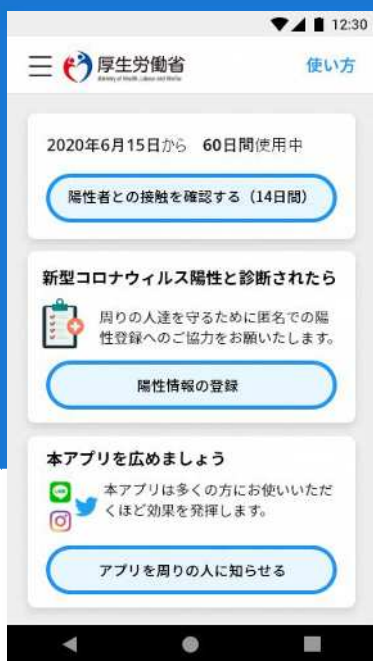 12:30
厚生労働省
Ministry of Health, Labour and Welfare
使い方
2020年6月15日から 60日間使用中
陽性者との接触を確認する（14日間）
新型コロナウィルス陽性と診断されたら
周りの人達を守るために匿名での陽
性登録へのご協力をお願いたします。
陽性情報の登録
本アプリを広めましょう
本アプリは多くの方にお使いいただ
くほど効果を発揮します。
アプリを周りの人に知らせる